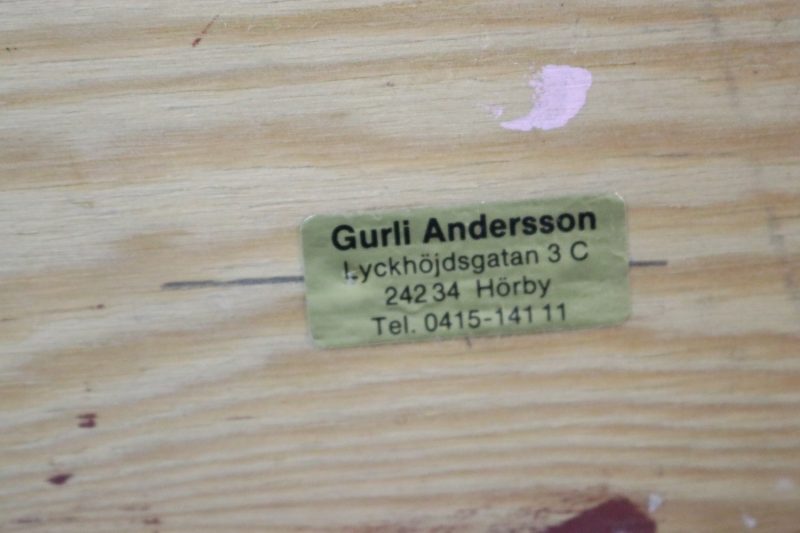 Gurli Andersson
Lyckhöjdsgatan 3 C
242 34 Hörby
Tel. 0415-141 11